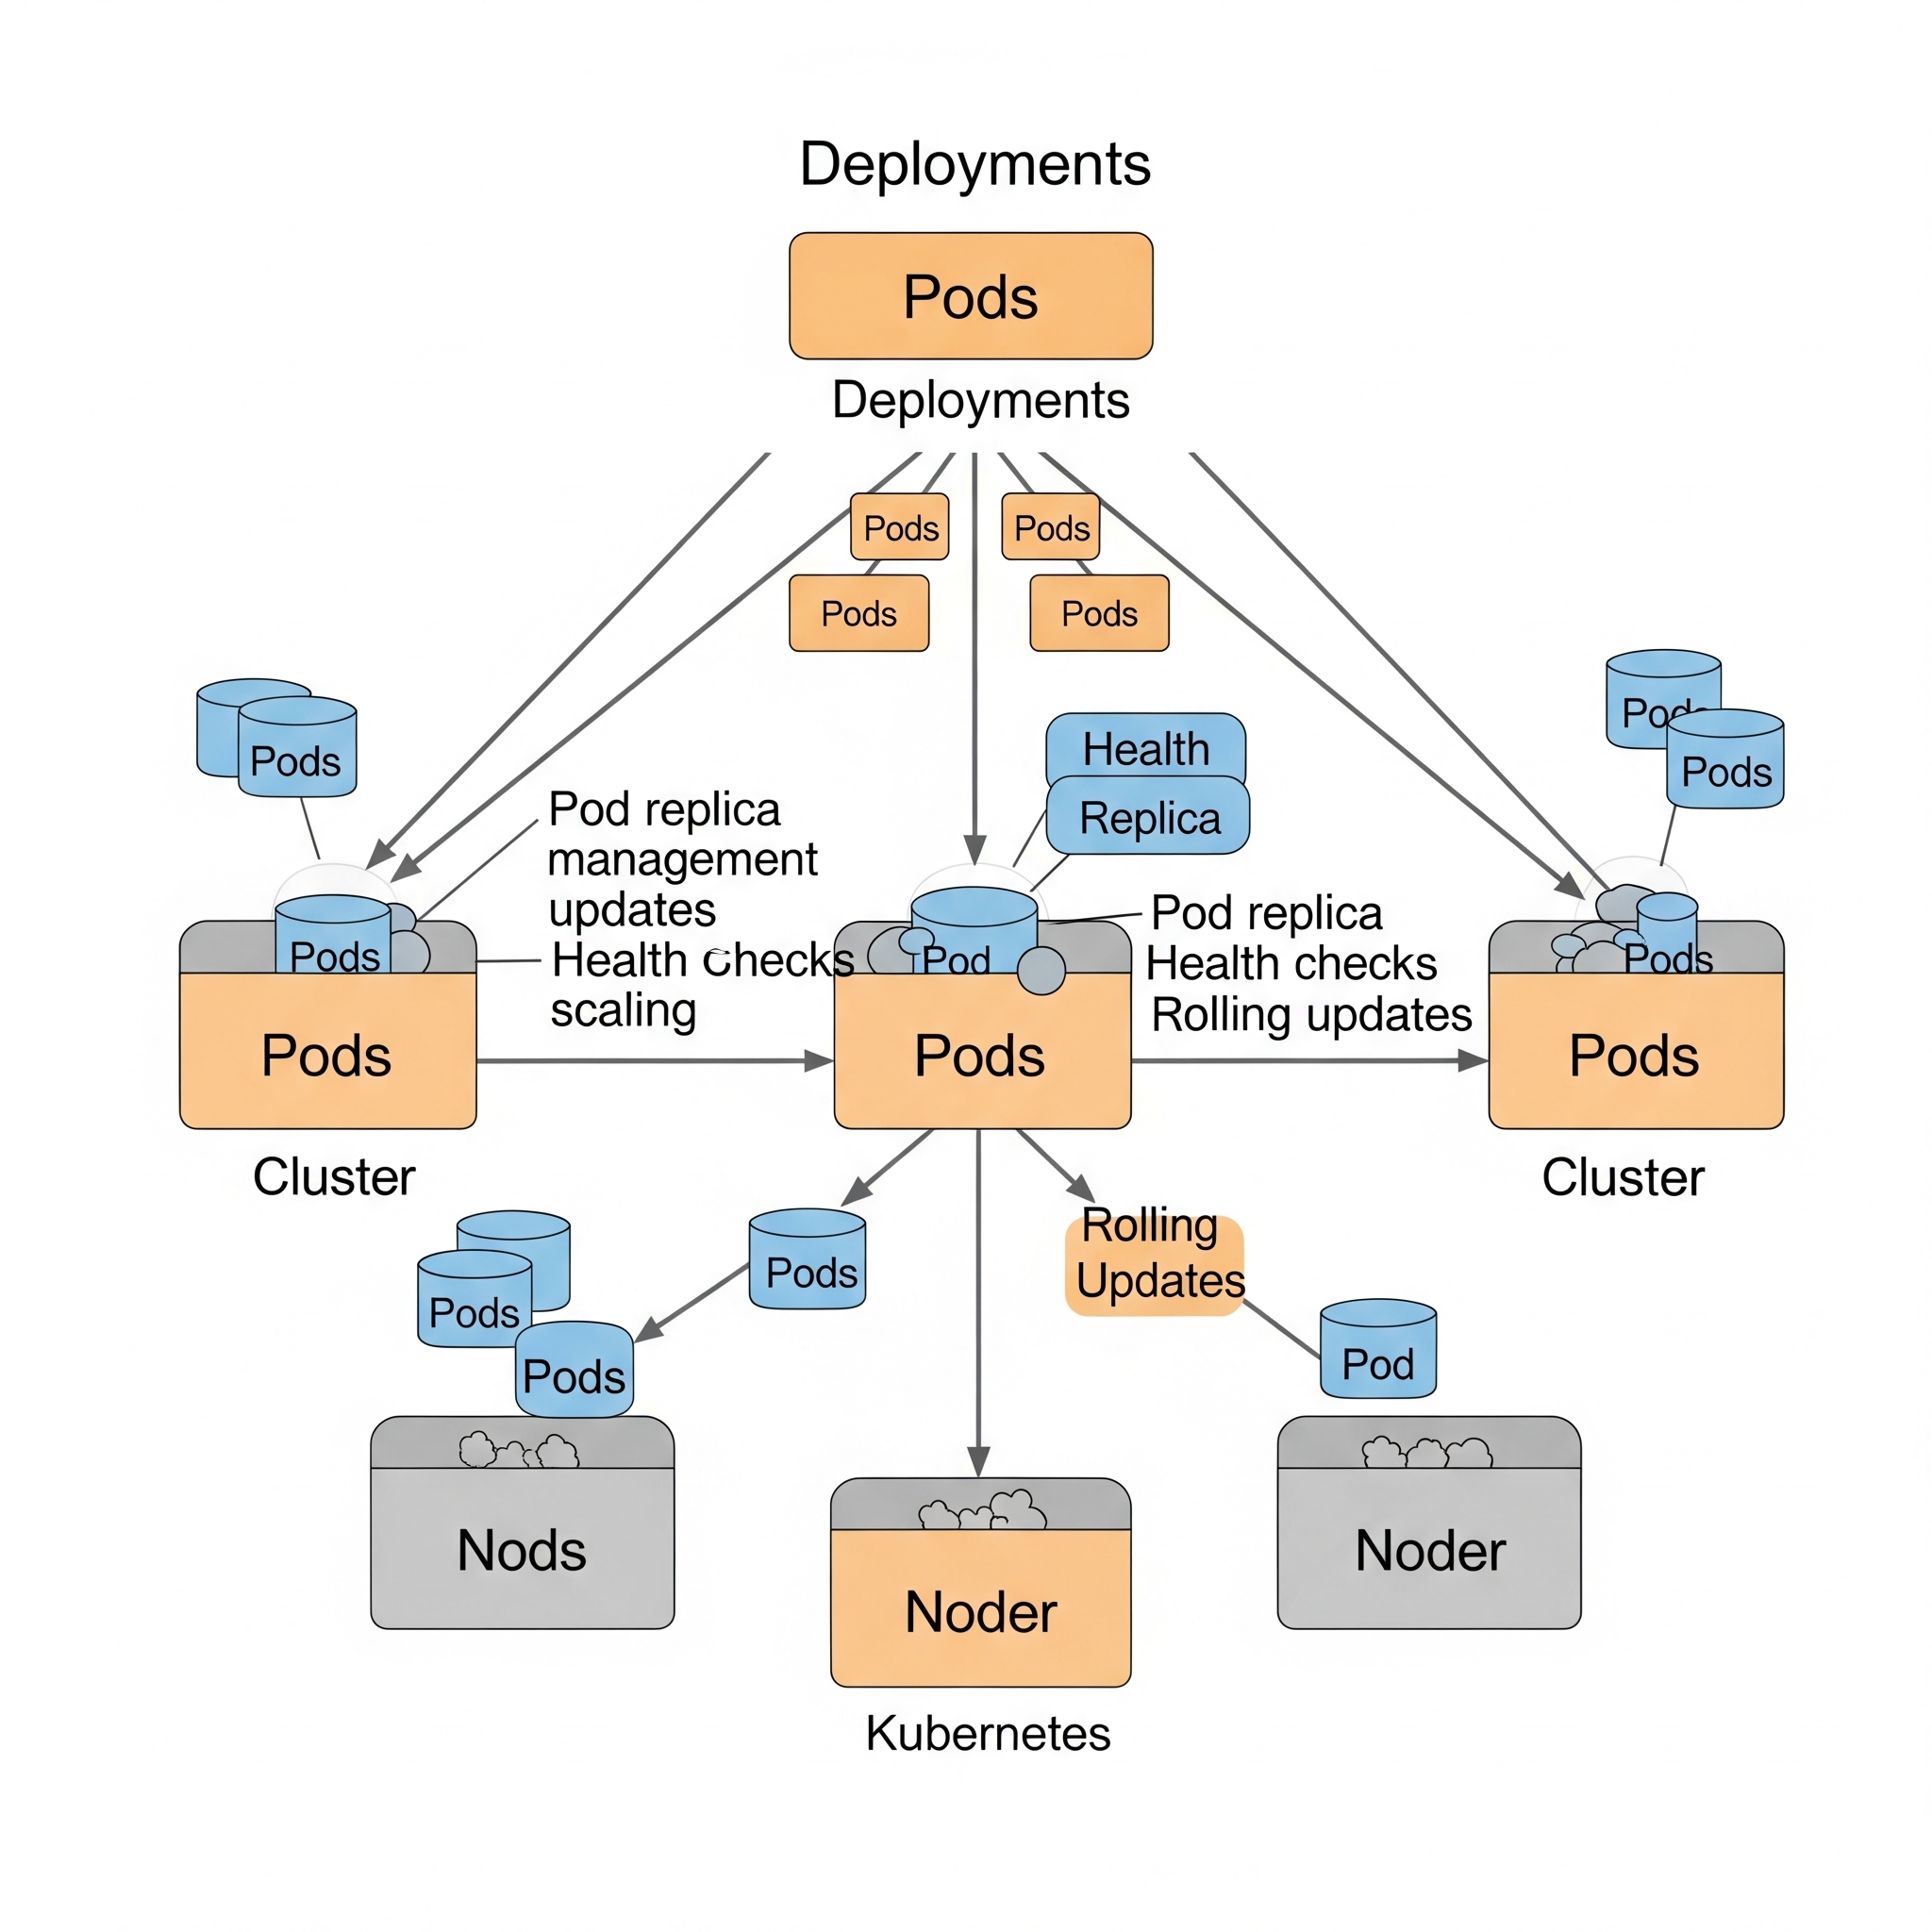 Deployments
Pods
Deployments
Pods
Pods
Pods
Pods
Pods
Pods
Pods
Health
Replica
Pod replica
management
updates
Health checks
scaling
Pods
Pod
Pod replica
Health checks
Rolling updates
Pods
Pods
Pods
Pods
Cluster
Cluster
Pods
Pods
Pods
Rolling
Updates
Pod
Nods
Noder
Noder
Kubernetes